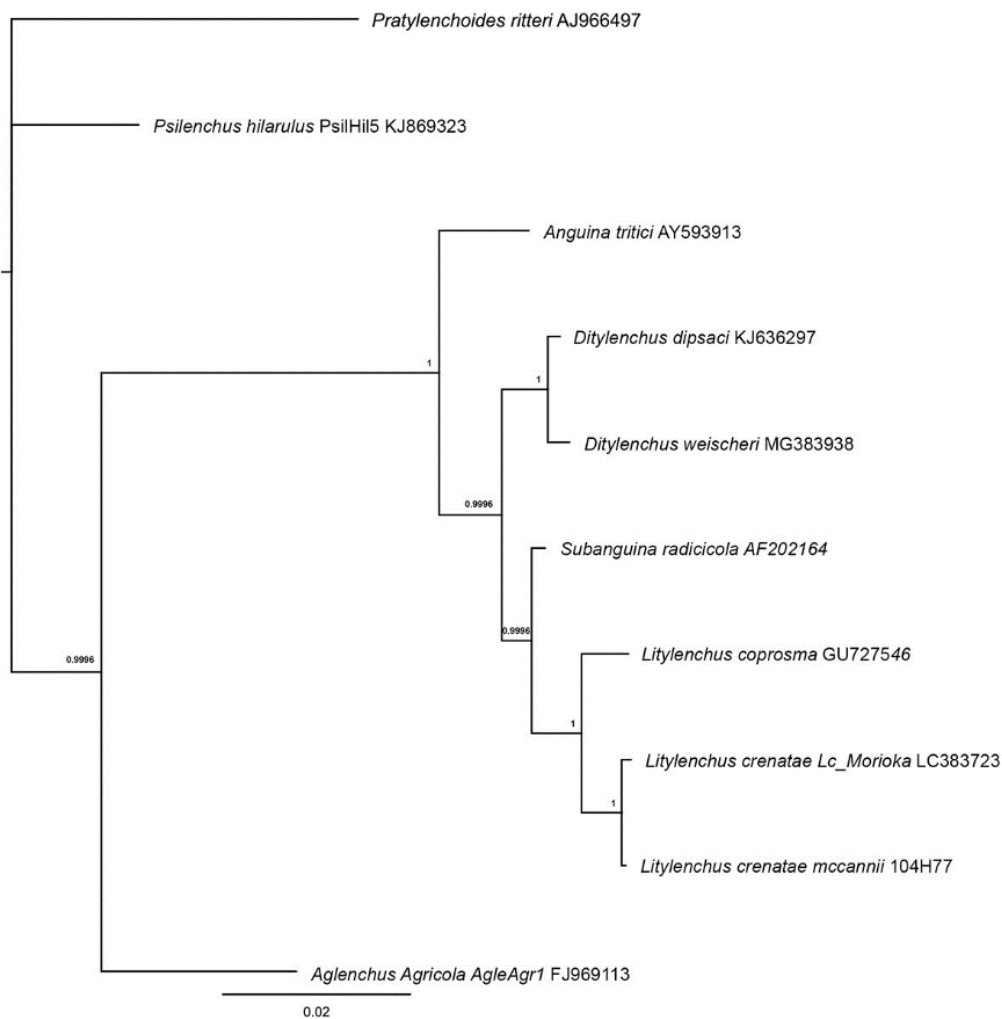 Pratylenchoides ritteri AJ966497
Psilenchus hilarulus PsilHil5 KJ869323
Anguina tritici AY593913
Ditylenchus dipsaci KJ636297
1
1
Ditylenchus weischeri MG383938
0.9996
Subanguina radicicola AF202164
0.9996
Litylenchus coprosma GU727546
0.9996
1
Litylenchus crenatae Lc_Morioka LC383723
1
Litylenchus crenatae mccannii 104H77
Aglenchus Agricola AgleAgr1 FJ969113
0.02